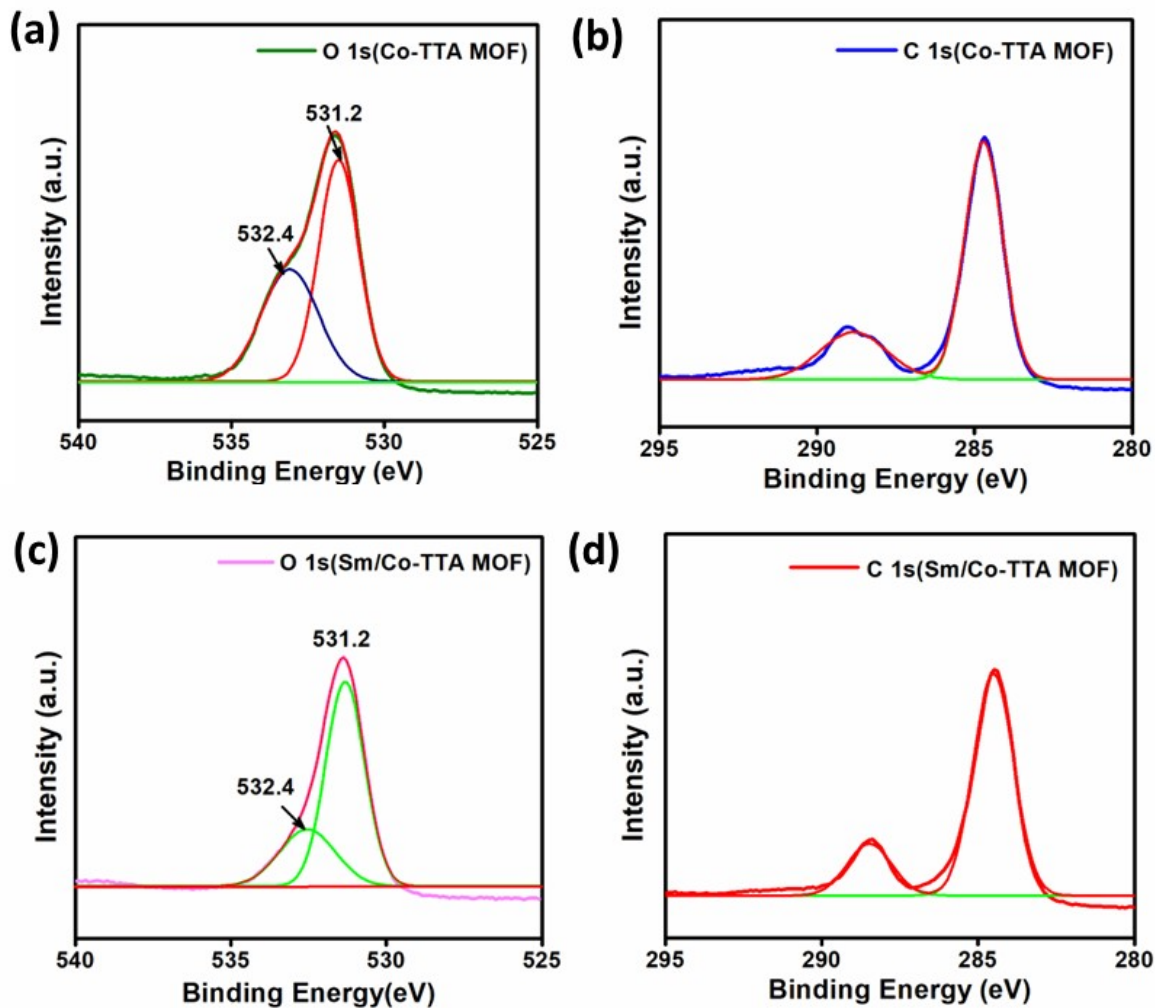 (a)
O 1s(Co-TTA MOF)
531.2
532.4
Intensity (a.u.)
540 535 530 525
Binding Energy (eV)
(b)
C 1s(Co-TTA MOF)
Intensity (a.u.)
295 290 285 280
Binding Energy (eV)
(c)
O 1s(Sm/Co-TTA MOF)
531.2
532.4
Intensity (a.u.)
540 535 530 525
Binding Energy(eV)
(d)
C 1s(Sm/Co-TTA MOF)
Intensity (a.u.)
295 290 285 280
Binding Energy (eV)